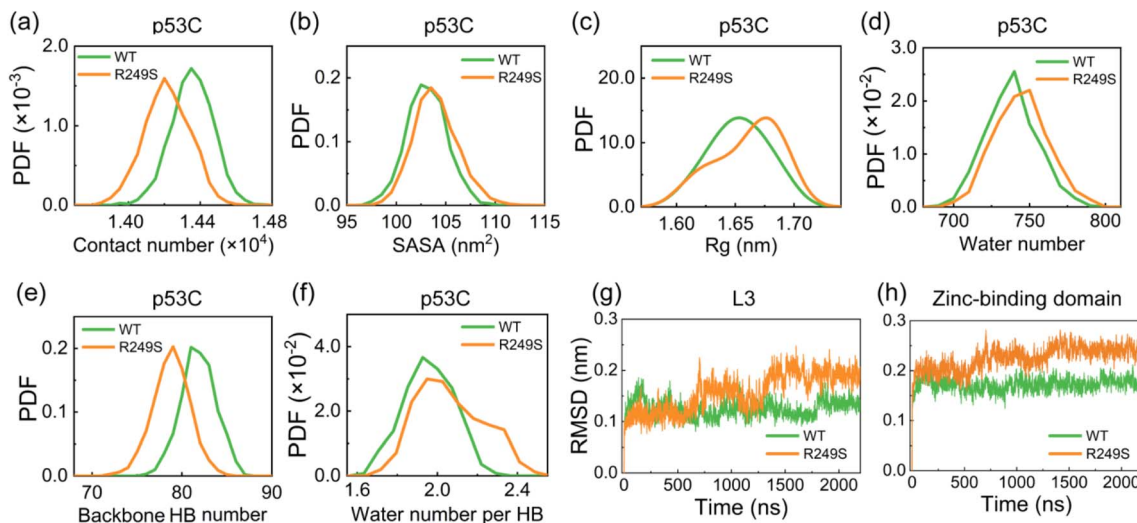 (a) p53C
PDF (×10⁻³)
2.0
1.0
0.0
WT
R249S
1.40 1.44 1.48
Contact number (×10⁴)
(b) p53C
PDF
0.2
0.1
0.0
WT
R249S
95 100 105 110 115
SASA (nm²)
(c) p53C
PDF
20.0
10.0
0.0
WT
R249S
1.60 1.65 1.70
Rg (nm)
(d) p53C
PDF (×10⁻²)
3.0
2.0
1.0
0.0
WT
R249S
700 750 800
Water number
(e) p53C
PDF
0.2
0.1
0.0
WT
R249S
70 80 90
Backbone HB number
(f) p53C
PDF (×10⁻²)
4.0
2.0
0.0
WT
R249S
1.6 2.0 2.4
Water number per HB
(g) L3
RMSD (nm)
0.3
0.2
0.1
0.0
WT
R249S
0 500 1000 1500 2000
Time (ns)
(h) Zinc-binding domain
0.3
0.2
0.1
0.0
WT
R249S
0 500 1000 1500 2000
Time (ns)